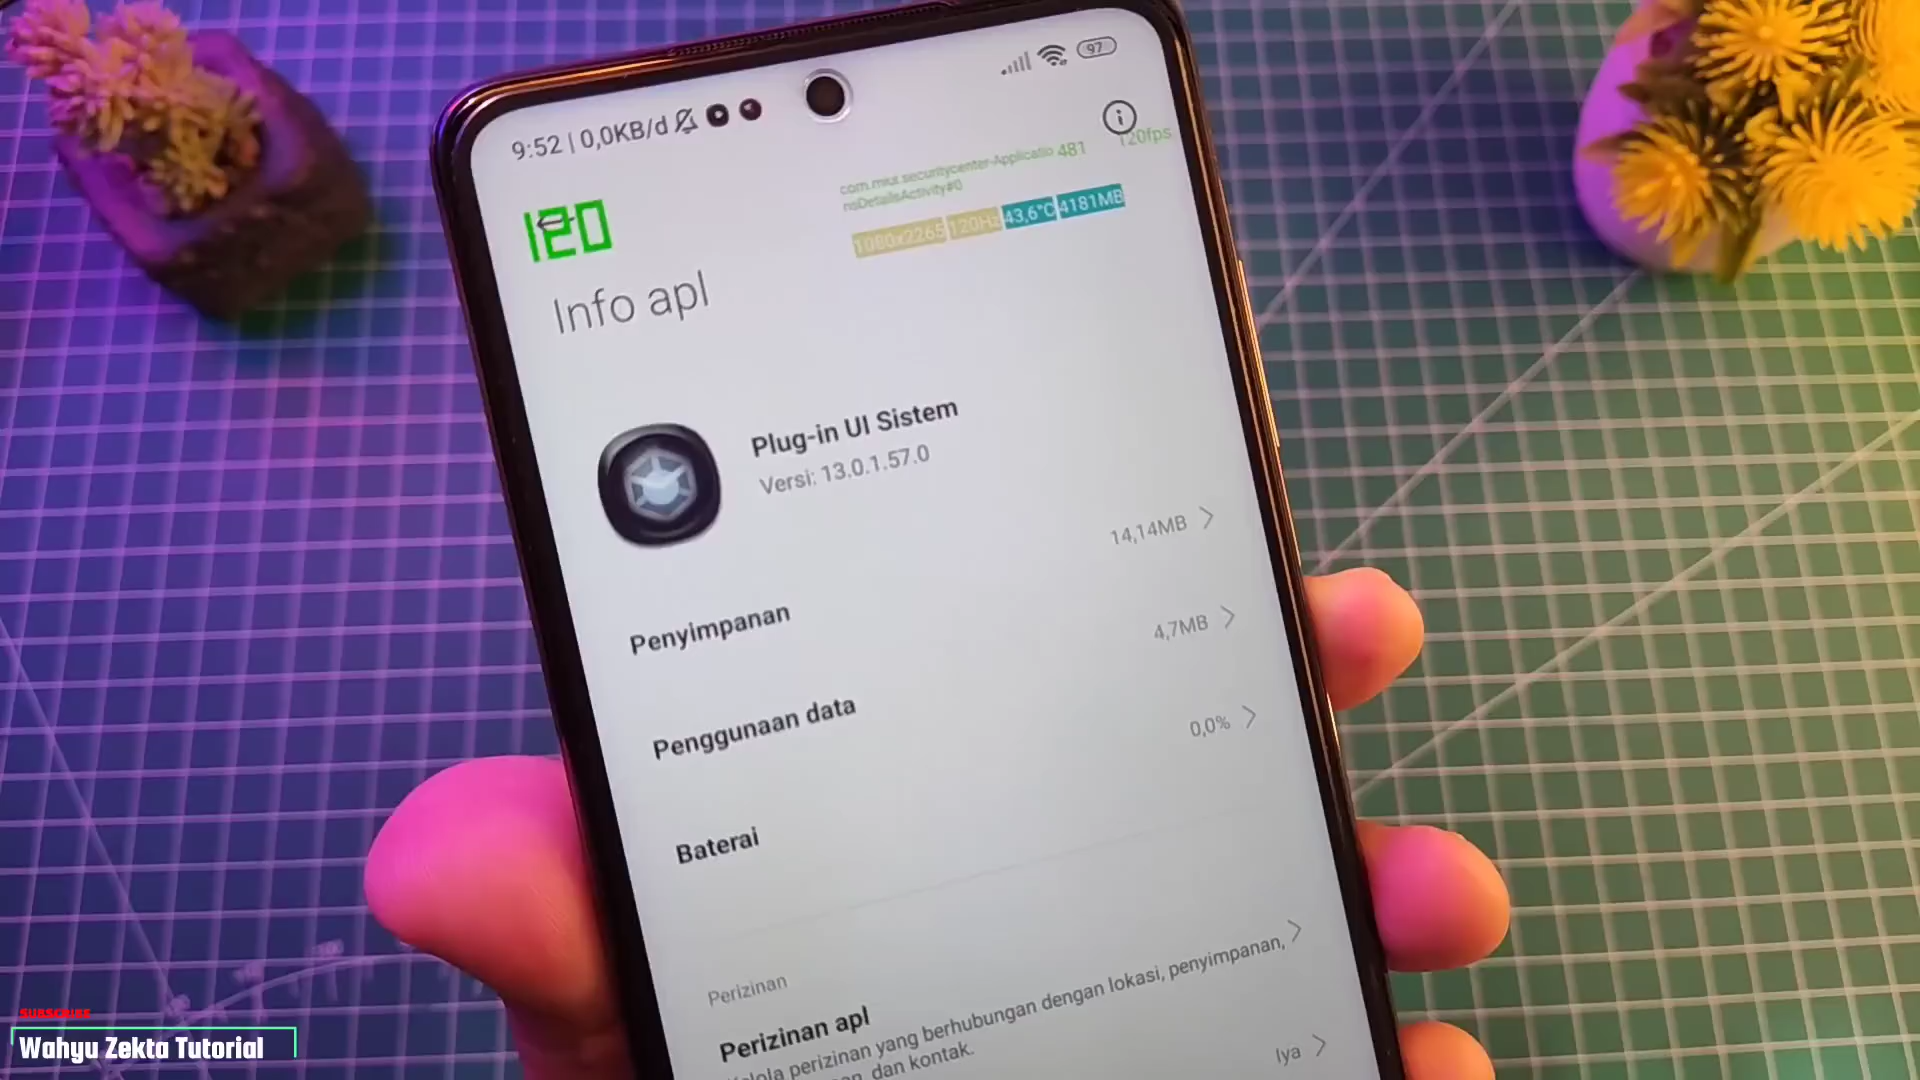 9:52 | 0,0KB/d
97
120fps
com.miui.securitycenter-Applicatio 481
nsDetailsActivity#0
120
1080x2265 120Hz 43,6°C 4181MB
Info apl
Plug-in UI Sistem
Versi: 13.0.1.57.0
Penyimpanan
14,14MB
Penggunaan data
4,7MB
Baterai
0,0%
Perizinan
Perizinan apl
Kelola perizinan yang berhubungan dengan lokasi, penyimpanan,
dan kontak.
Iya
SUBSCRIBE
Wahyu Zekta Tutorial